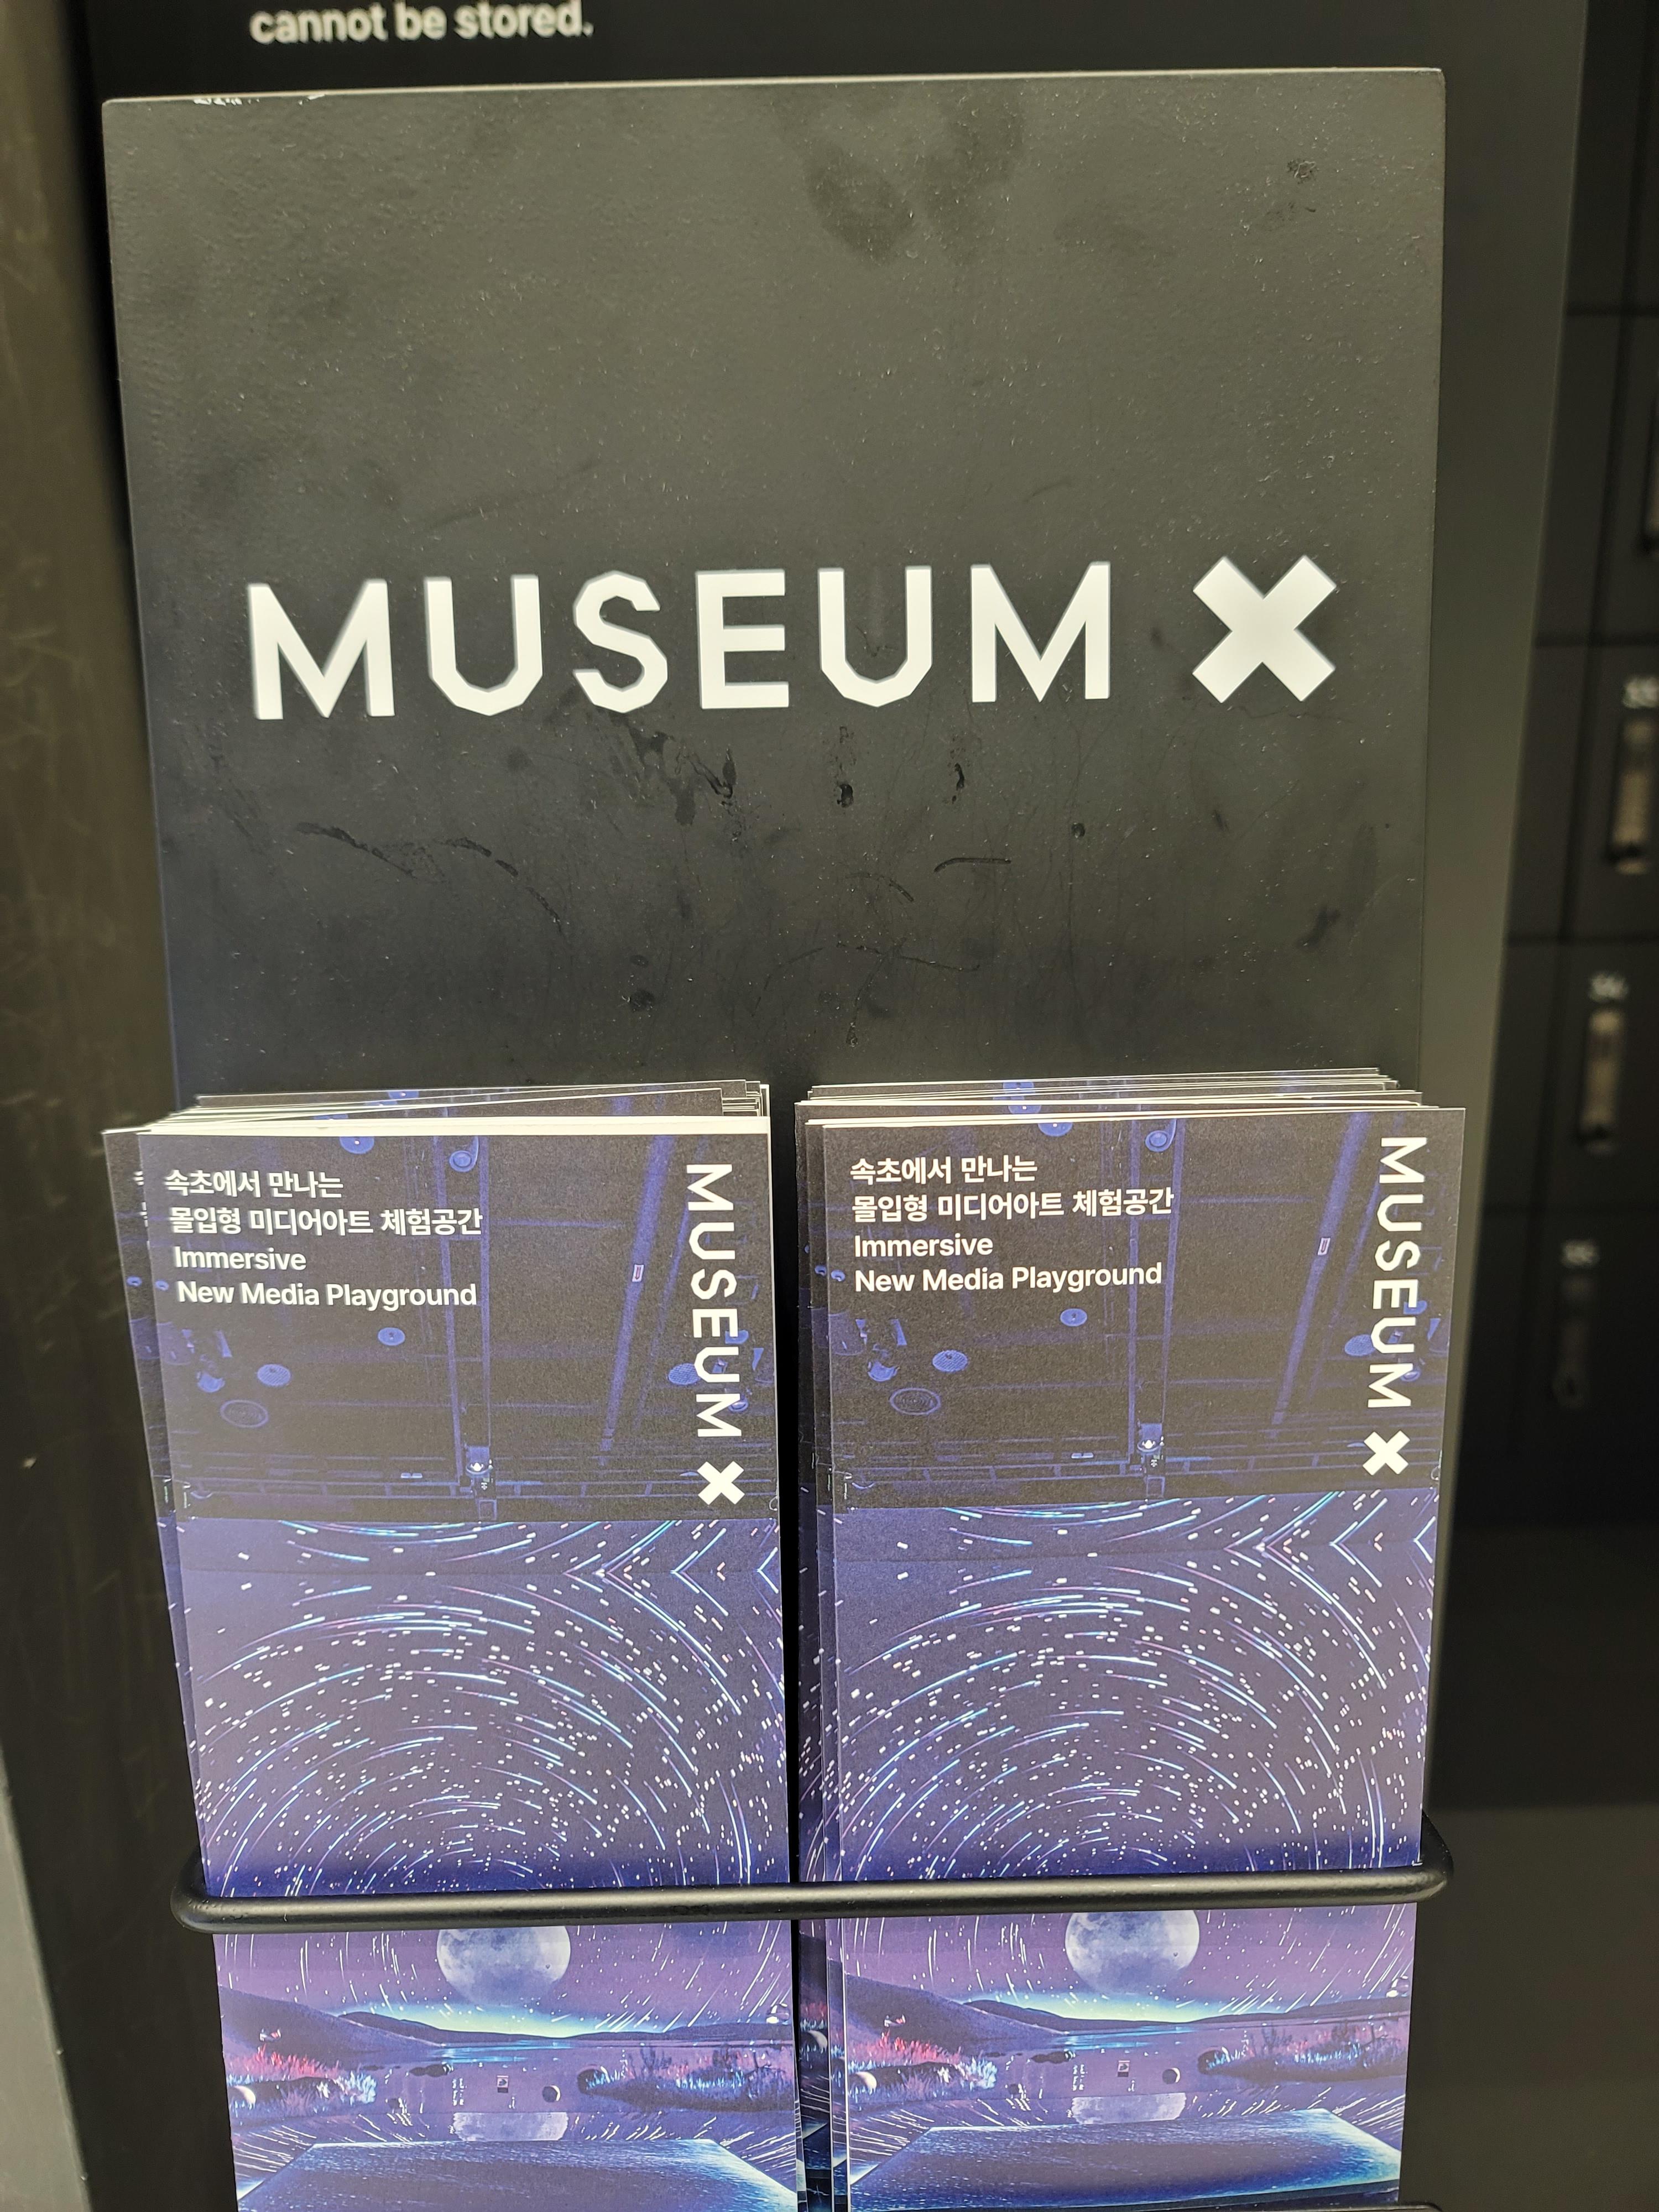 cannot be stored.
MUSEUM X
속초에서 만나는
몰입형 미디어아트 체험공간
Immersive
New Media Playground
MUSEUM X
속초에서 만나는
몰입형 미디어아트 체험공간
Immersive
New Media Playground
MUSEUM X